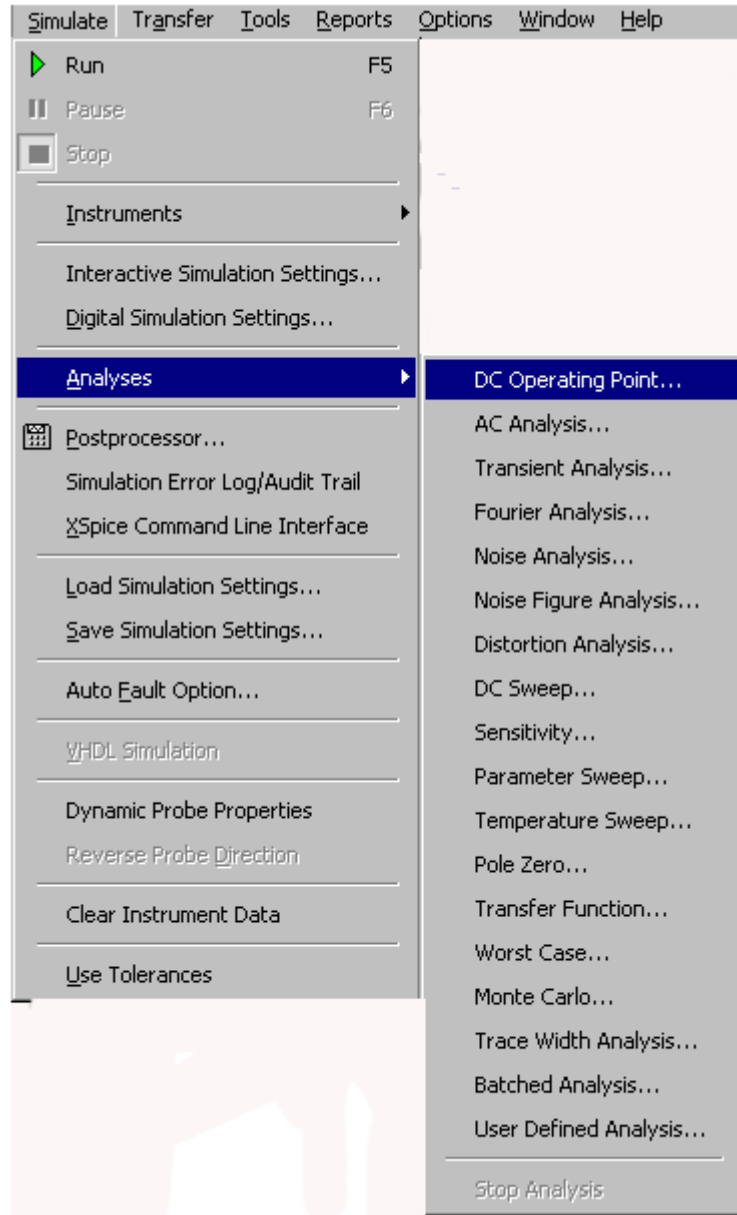 Simulate Transfer Tools Reports Options Window Help
Run F5
Pause F6
Stop
Instruments
Interactive Simulation Settings...
Digital Simulation Settings...
Analyses
Postprocessor...
Simulation Error Log/Audit Trail
XSpice Command Line Interface
Load Simulation Settings...
Save Simulation Settings...
Auto Fault Option...
VHDL Simulation
Dynamic Probe Properties
Reverse Probe Direction
Clear Instrument Data
Use Tolerances
DC Operating Point...
AC Analysis...
Transient Analysis...
Fourier Analysis...
Noise Analysis...
Noise Figure Analysis...
Distortion Analysis...
DC Sweep...
Sensitivity...
Parameter Sweep...
Temperature Sweep...
Pole Zero...
Transfer Function...
Worst Case...
Monte Carlo...
Trace Width Analysis...
Batched Analysis...
User Defined Analysis...
Stop Analysis